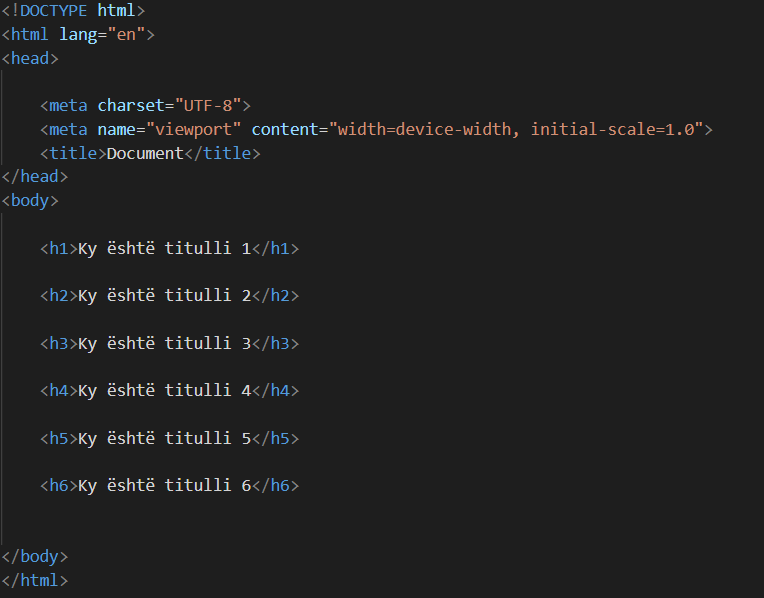 <!DOCTYPE html>
<html lang="en">
<head>
<meta charset="UTF-8">
<meta name="viewport" content="width=device-width, initial-scale=1.0">
<title>Document</title>
</head>
<body>
<h1>Ky është titulli 1</h1>
<h2>Ky është titulli 2</h2>
<h3>Ky është titulli 3</h3>
<h4>Ky është titulli 4</h4>
<h5>Ky është titulli 5</h5>
<h6>Ky është titulli 6</h6>
</body>
</html>